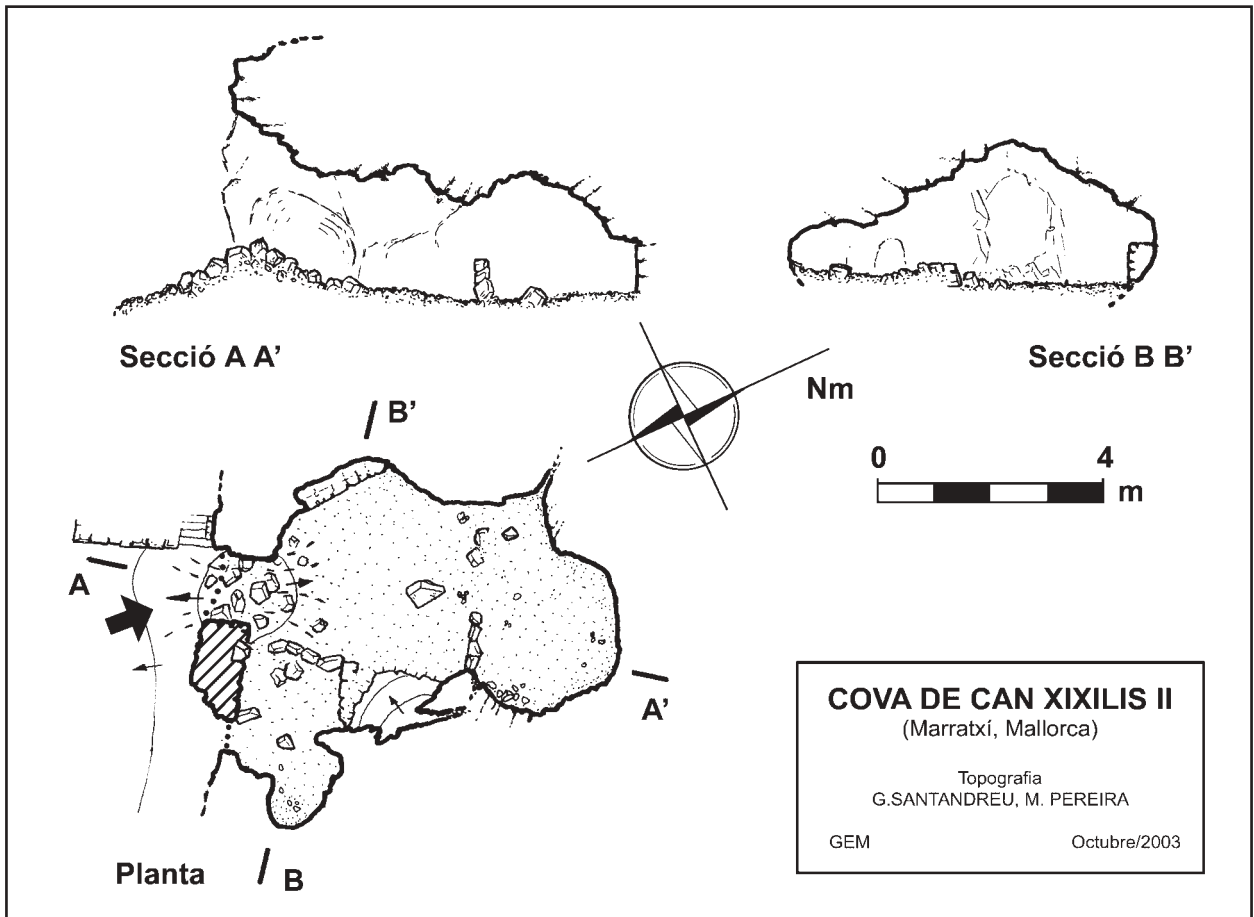 Secció A A’
Secció B B’
Nm
0 4
m
B’
A
A’
Planta
B
COVA DE CAN XIXILIS II
(Marratxí, Mallorca)
Topografia
G.SANTANDREU, M. PEREIRA
GEM Octubre/2003